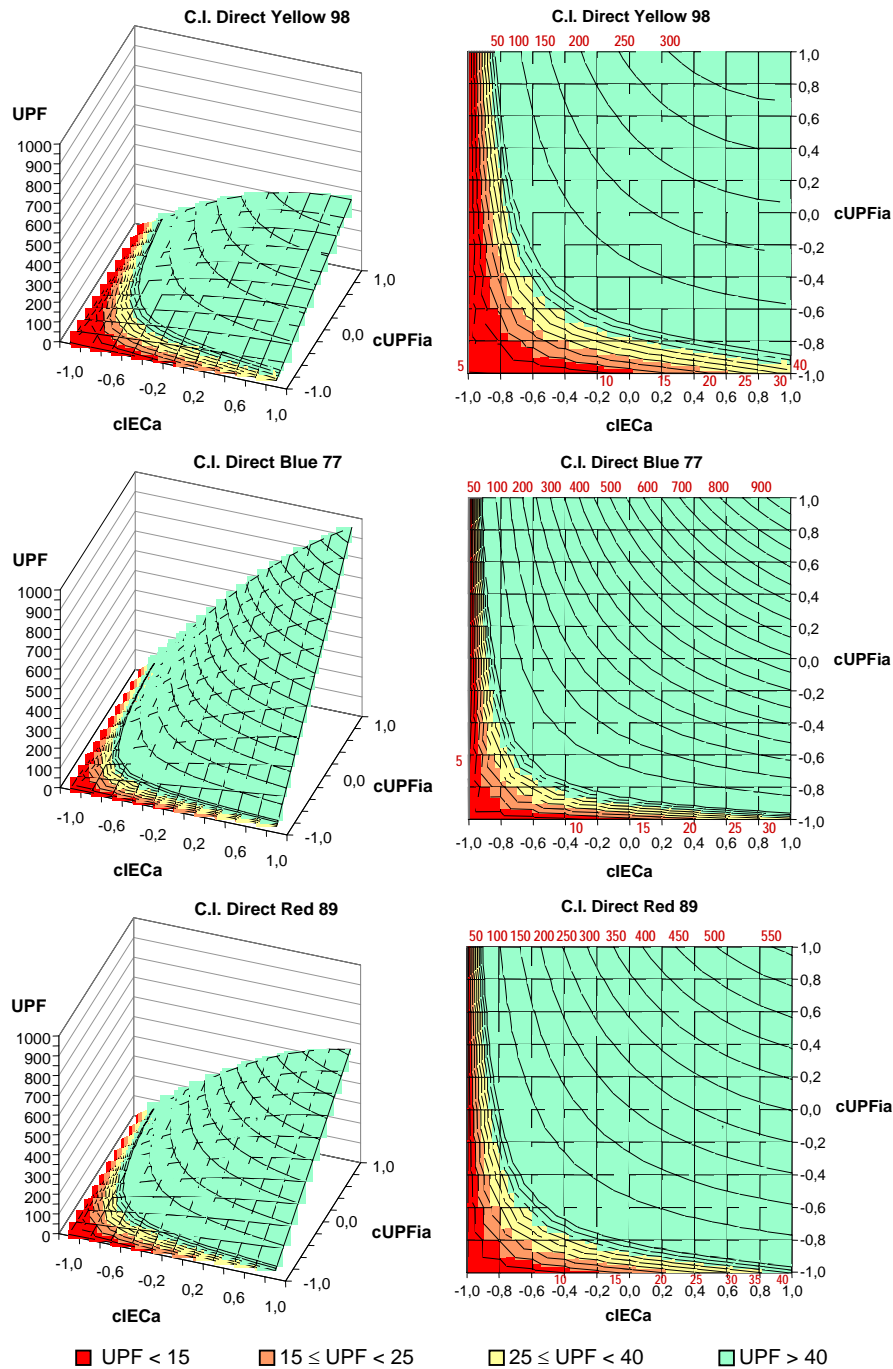 C.I. Direct Yellow 98
UPF
1000
900
800
700
600
500
400
300
200
100
0
-1,0 -0,6 -0,2 0,2 0,6 1,0
cIECa
1,0
0,0
-1.0
cUPFia
C.I. Direct Yellow 98
50 100 150 200 250 300
1,0
0,8
0,6
0,4
0,2
0,0
-0,2
-0,4
-0,6
-0,8
-1,0
cUPFia
5 10 15 20 25 30 40
-1,0 -0,8 -0,6 -0,4 -0,2 0,0 0,2 0,4 0,6 0,8 1,0
cIECa
C.I. Direct Blue 77
UPF
1000
900
800
700
600
500
400
300
200
100
0
-1,0 -0,6 -0,2 0,2 0,6 1,0
cIECa
1,0
0,0
-1,0
cUPFia
C.I. Direct Blue 77
50 100 200 300 400 500 600 700 800 900
1,0
0,8
0,6
0,4
0,2
0,0
-0,2
-0,4
-0,6
-0,8
-1,0
cUPFia
5 10 15 20 25 30
-1,0 -0,8 -0,6 -0,4 -0,2 0,0 0,2 0,4 0,6 0,8 1,0
cIECa
C.I. Direct Red 89
UPF
1000
900
800
700
600
500
400
300
200
100
0
-1,0 -0,6 -0,2 0,2 0,6 1,0
cIECa
1,0
0,0
-1,0
cUPFia
C.I. Direct Red 89
50 100 150 200 250 300 350 400 450 500 550
1,0
0,8
0,6
0,4
0,2
0,0
-0,2
-0,4
-0,6
-0,8
-1,0
cUPFia
10 15 20 25 30 35 40
-1,0 -0,8 -0,6 -0,4 -0,2 0,0 0,2 0,4 0,6 0,8 1,0
cIECa
UPF < 15 15 ≤ UPF < 25 25 ≤ UPF < 40 UPF > 40